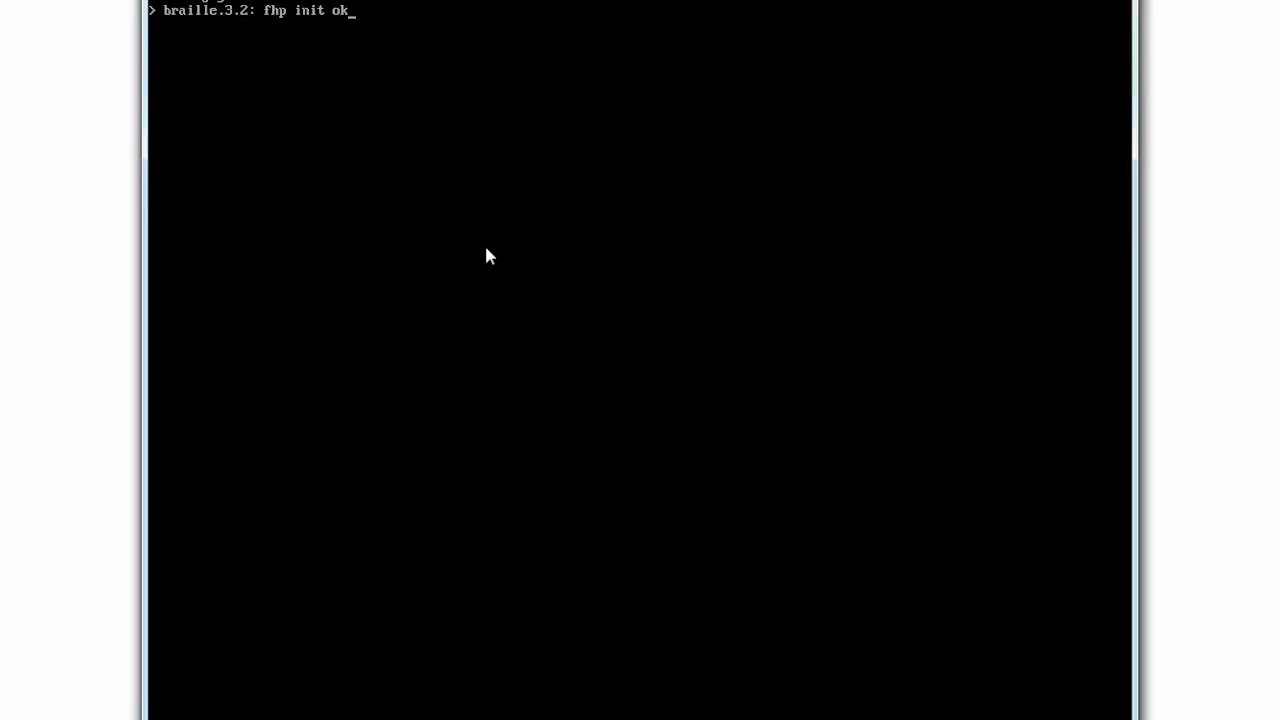 > braille.3.2: fhp init ok_